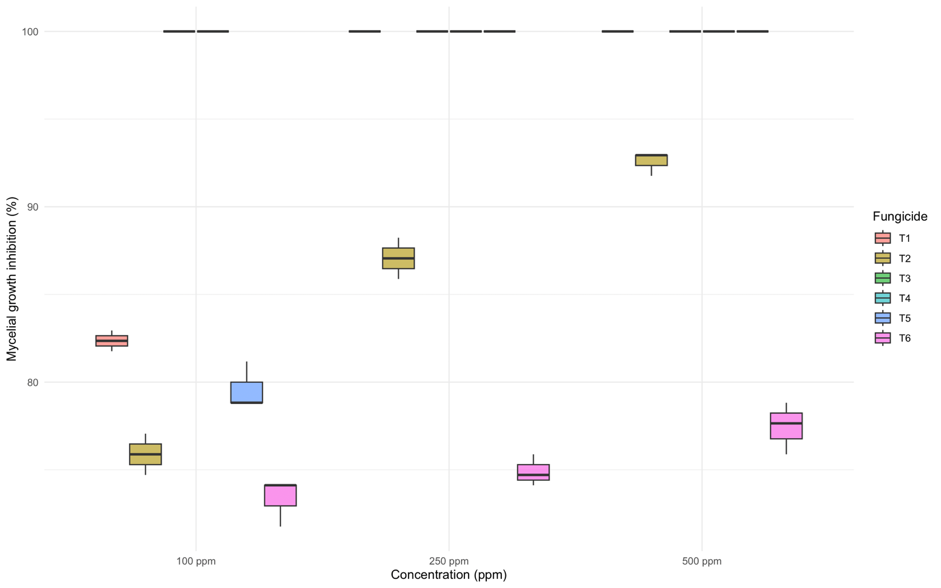 100
90
80
Mycelial growth inhibition (%)
100 ppm
250 ppm
500 ppm
Concentration (ppm)
Fungicide
T1
T2
T3
T4
T5
T6